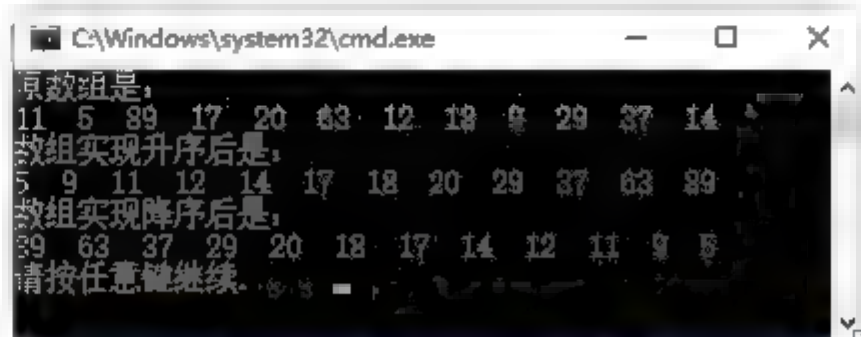 C:\Windows\system32\cmd.exe
原数组是:
11 5 89 17 20 63 12 18 9 29 37 14
数组实现升序后是:
5 9 11 12 14 17 18 20 29 37 63 89
数组实现降序后是:
89 63 37 29 20 18 17 14 12 11 9 5
请按任意键继续. . .